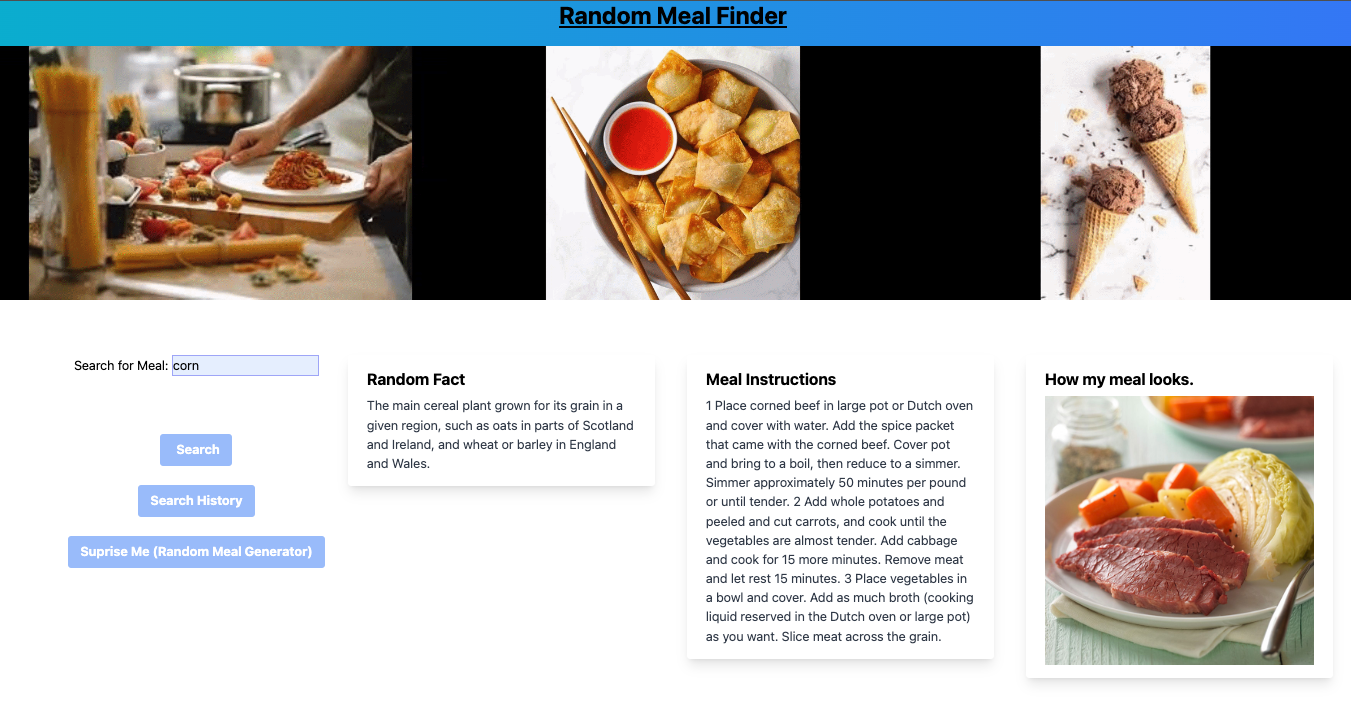 Random Meal Finder
Search for Meal: corn
Search
Search History
Suprise Me (Random Meal Generator)
Random Fact
The main cereal plant grown for its grain in a
given region, such as oats in parts of Scotland
and Ireland, and wheat or barley in England
and Wales.
Meal Instructions
1 Place corned beef in large pot or Dutch oven
and cover with water. Add the spice packet
that came with the corned beef. Cover pot
and bring to a boil, then reduce to a simmer.
Simmer approximately 50 minutes per pound
or until tender. 2 Add whole potatoes and
peeled and cut carrots, and cook until the
vegetables are almost tender. Add cabbage
and cook for 15 more minutes. Remove meat
and let rest 15 minutes. 3 Place vegetables in
a bowl and cover. Add as much broth (cooking
liquid reserved in the Dutch oven or large pot)
as you want. Slice meat across the grain.
How my meal looks.